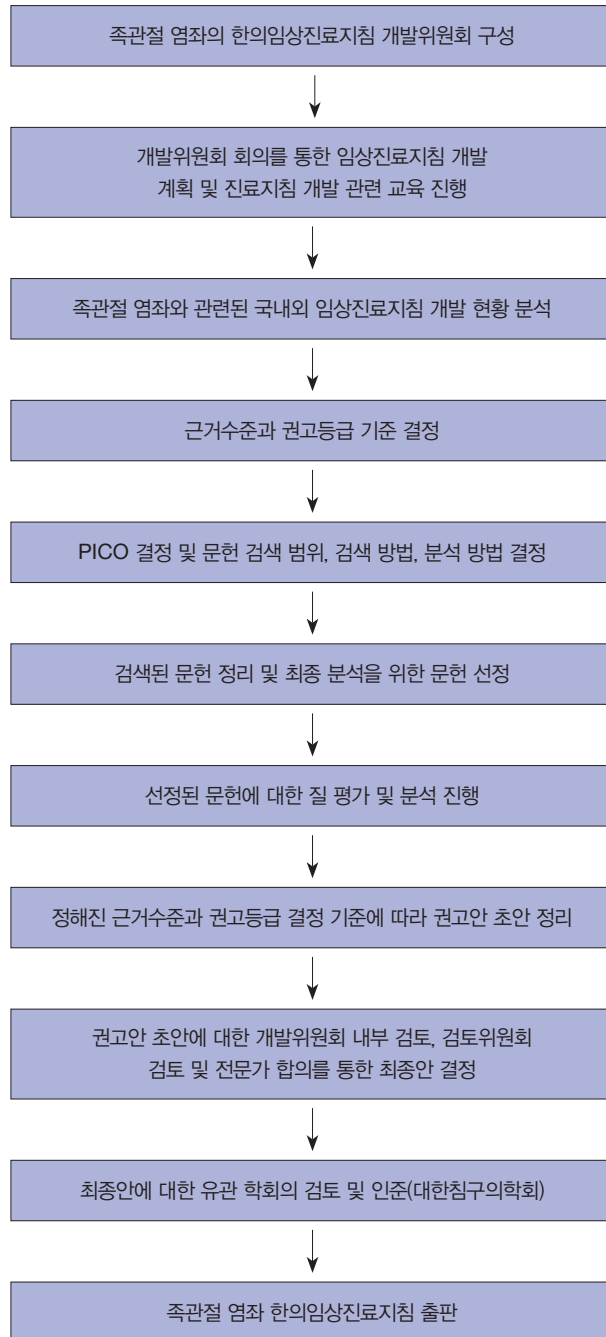 족관절 염좌의 한의임상진료지침 개발위원회 구성
개발위원회 회의를 통한 임상진료지침 개발
계획 및 진료지침 개발 관련 교육 진행
족관절 염좌와 관련된 국내외 임상진료지침 개발 현황 분석
근거수준과 권고등급 기준 결정
PICO 결정 및 문헌 검색 범위, 검색 방법, 분석 방법 결정
검색된 문헌 정리 및 최종 분석을 위한 문헌 선정
선정된 문헌에 대한 질 평가 및 분석 진행
정해진 근거수준과 권고등급 결정 기준에 따라 권고안 초안 정리
권고안 초안에 대한 개발위원회 내부 검토, 검토위원회
검토 및 전문가 합의를 통한 최종안 결정
최종안에 대한 유관 학회의 검토 및 인준(대한침구의학회)
족관절 염좌 한의임상진료지침 출판